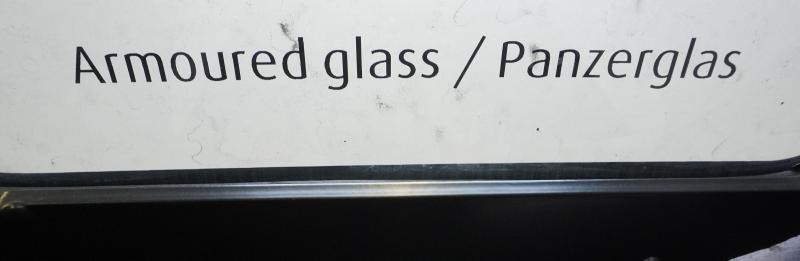 Armoured glass / Panzerglas